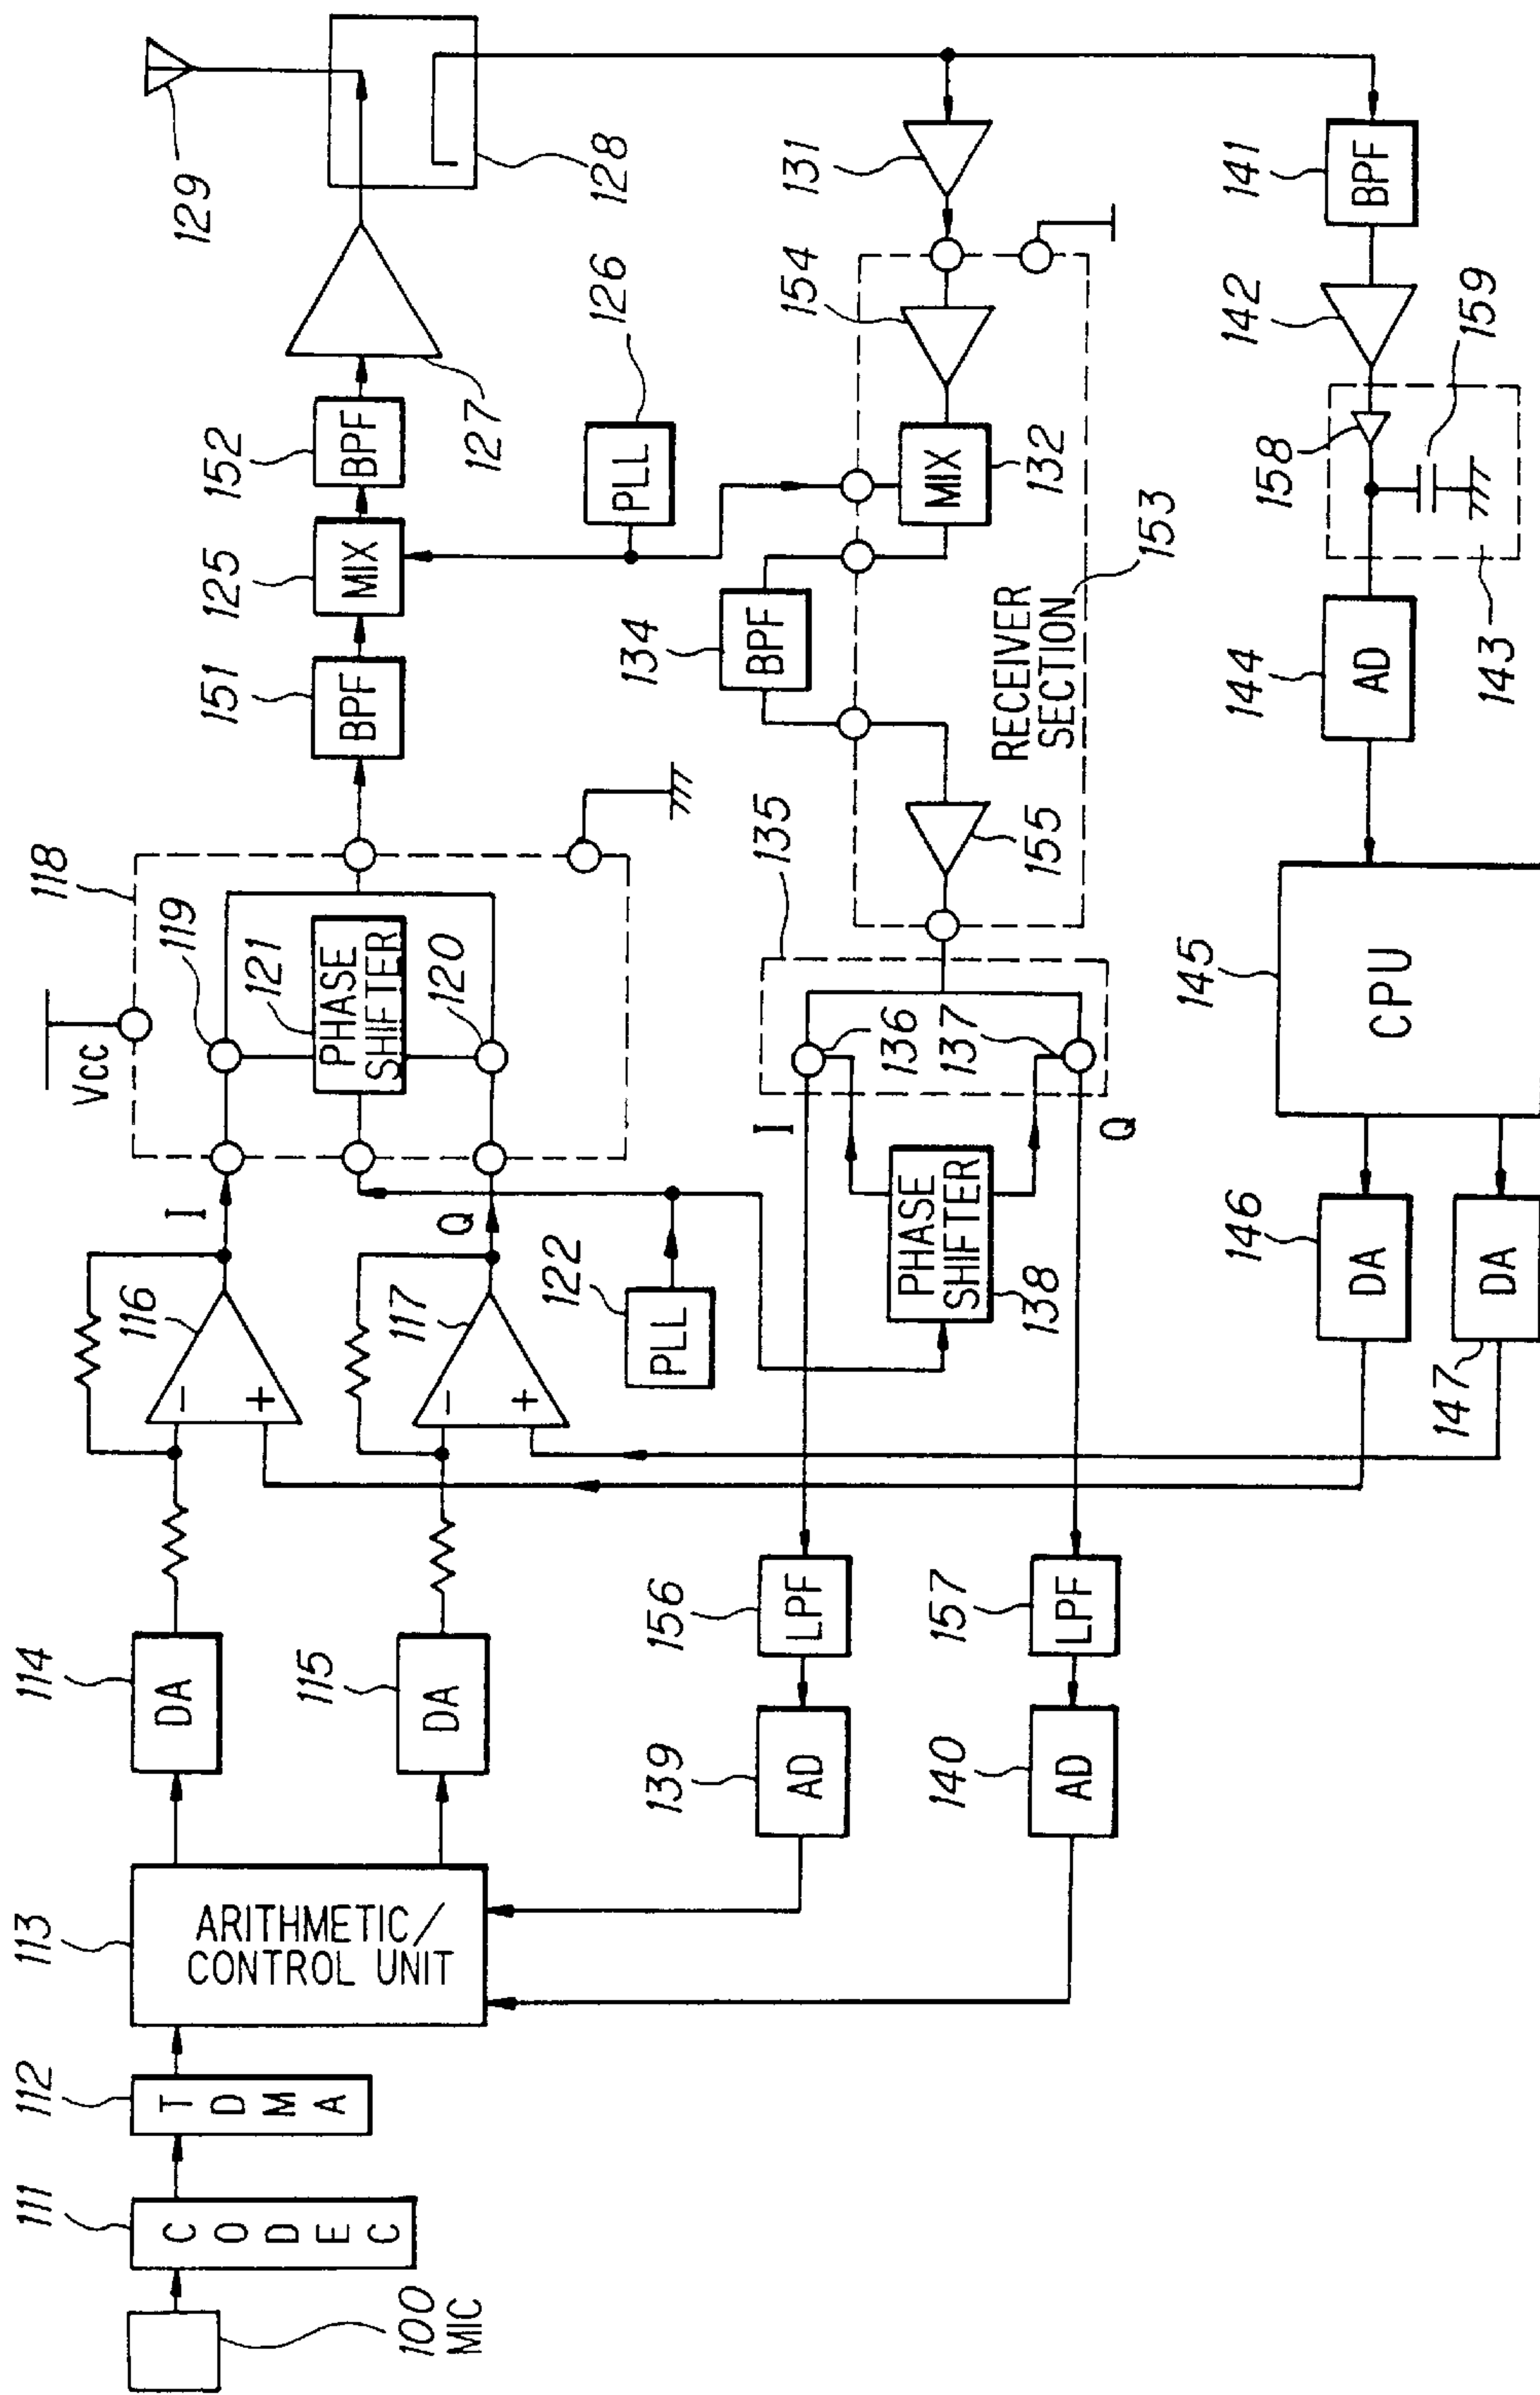 100
MIC
111
CODEC
112
TDMA
113
ARITHMETIC/
CONTROL UNIT
114
DA
115
DA
116
-
+
117
-
+
I
Q
Vcc
118
119
121
PHASE
SHIFTER
120
122
PLL
151
BPF
125
MIX
152
BPF
127
126
PLL
128
129
131
154
132
MIX
134
BPF
153
RECEIVER
SECTION
155
135
136
137
I
Q
PHASE
SHIFTER
138
156
LPF
157
LPF
139
AD
140
AD
141
BPF
142
158
159
143
144
AD
145
CPU
146
DA
147
DA